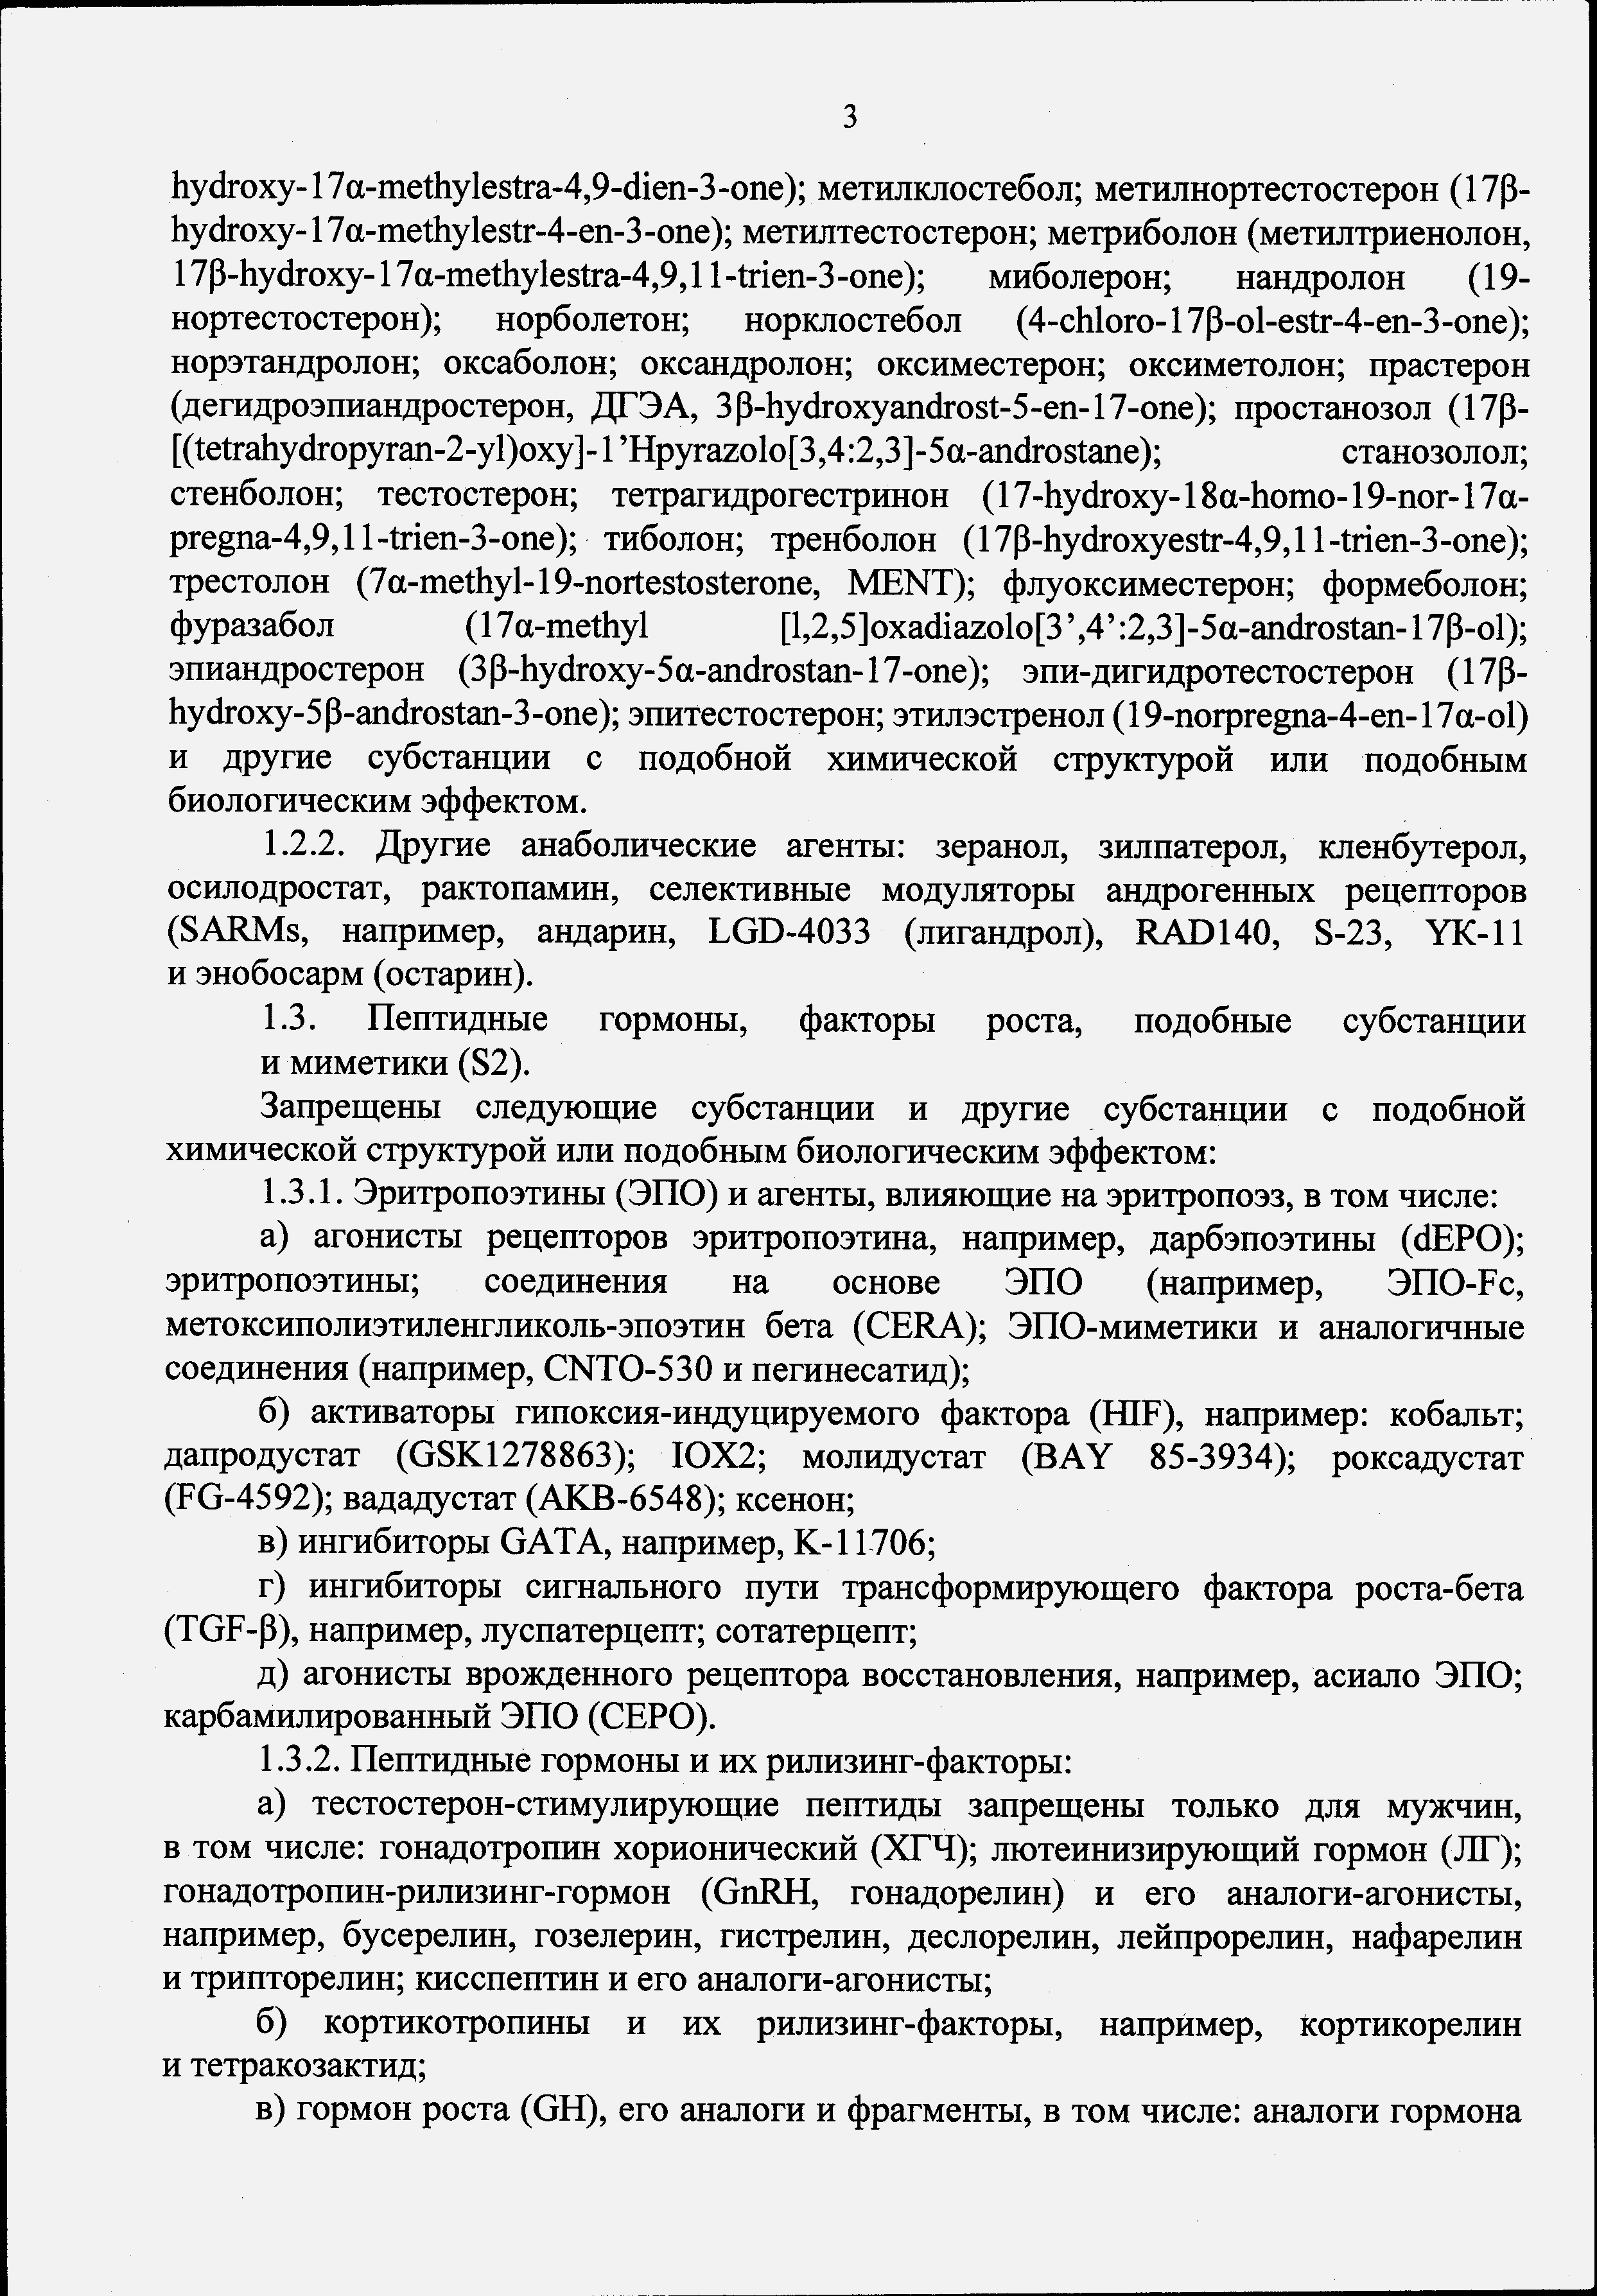 3
hydroxy-17α-methylestra-4,9-dien-3-one); метилклостебол; метилнортестостерон (17β-
hydroxy-17α-methylestr-4-en-3-one); метилтестостерон; метриболон (метилтриенолон,
17β-hydroxy-17α-methylestra-4,9,11-trien-3-one); миболерон; нандролон (19-
нортестостерон); норболетон; норклостебол (4-chloro-17β-ol-estr-4-en-3-one);
норэтандролон; оксаболон; оксандролон; оксиместерон; оксиметолон; прастерон
(дегидроэпиандростерон, ДГЭА, 3β-hydroxyandrost-5-en-17-one); простанозол (17β-
[(tetrahydropyran-2-yl)oxy]-1’Hpyrazolo[3,4:2,3]-5α-androstane); станозолол;
стенболон; тестостерон; тетрагидрогестринон (17-hydroxy-18α-homo-19-nor-17α-
pregna-4,9,11-trien-3-one); тиболон; тренболон (17β-hydroxyestr-4,9,11-trien-3-one);
трестолон (7α-methyl-19-nortestosterone, MENT); флуоксиместерон; формеболон;
фуразабол (17α-methyl [1,2,5]oxadiazolo[3’,4’:2,3]-5α-androstan-17β-ol);
эпиандростерон (3β-hydroxy-5α-androstan-17-one); эпи-дигидротестостерон (17β-
hydroxy-5β-androstan-3-one); эпитестостерон; этилэстренол (19-norpregna-4-en-17α-ol)
и другие субстанции с подобной химической структурой или подобным
биологическим эффектом.
1.2.2. Другие анаболические агенты: зеранол, зилпатерол, кленбутерол,
осилодростат, рактопамин, селективные модуляторы андрогенных рецепторов
(SARMs, например, андарин, LGD-4033 (лигандрол), RAD140, S-23, YK-11
и энобосарм (остарин).
1.3. Пептидные гормоны, факторы роста, подобные субстанции
и миметики (S2).
Запрещены следующие субстанции и другие субстанции с подобной
химической структурой или подобным биологическим эффектом:
1.3.1. Эритропоэтины (ЭПО) и агенты, влияющие на эритропоэз, в том числе:
а) агонисты рецепторов эритропоэтина, например, дарбэпоэтины (dEPO);
эритропоэтины; соединения на основе ЭПО (например, ЭПО-Fc,
метоксиполиэтиленгликоль-эпоэтин бета (CERA); ЭПО-миметики и аналогичные
соединения (например, CNTO-530 и пегинесатид);
б) активаторы гипоксия-индуцируемого фактора (HIF), например: кобальт;
дапродустат (GSK1278863); IOX2; молидустат (BAY 85-3934); роксадустат
(FG-4592); вададустат (AKB-6548); ксенон;
в) ингибиторы GATA, например, K-11706;
г) ингибиторы сигнального пути трансформирующего фактора роста-бета
(TGF-β), например, луспатерцепт; сотатерцепт;
д) агонисты врожденного рецептора восстановления, например, асиало ЭПО;
карбамилированный ЭПО (CEPO).
1.3.2. Пептидные гормоны и их рилизинг-факторы:
а) тестостерон-стимулирующие пептиды запрещены только для мужчин,
в том числе: гонадотропин хорионический (ХГЧ); лютеинизирующий гормон (ЛГ);
гонадотропин-рилизинг-гормон (GnRH, гонадорелин) и его аналоги-агонисты,
например, бусерелин, гозелерин, гистрелин, деслорелин, лейпрорелин, нафарелин
и трипторелин; кисспептин и его аналоги-агонисты;
б) кортикотропины и их рилизинг-факторы, например, кортикорелин
и тетракозактид;
в) гормон роста (GH), его аналоги и фрагменты, в том числе: аналоги гормона